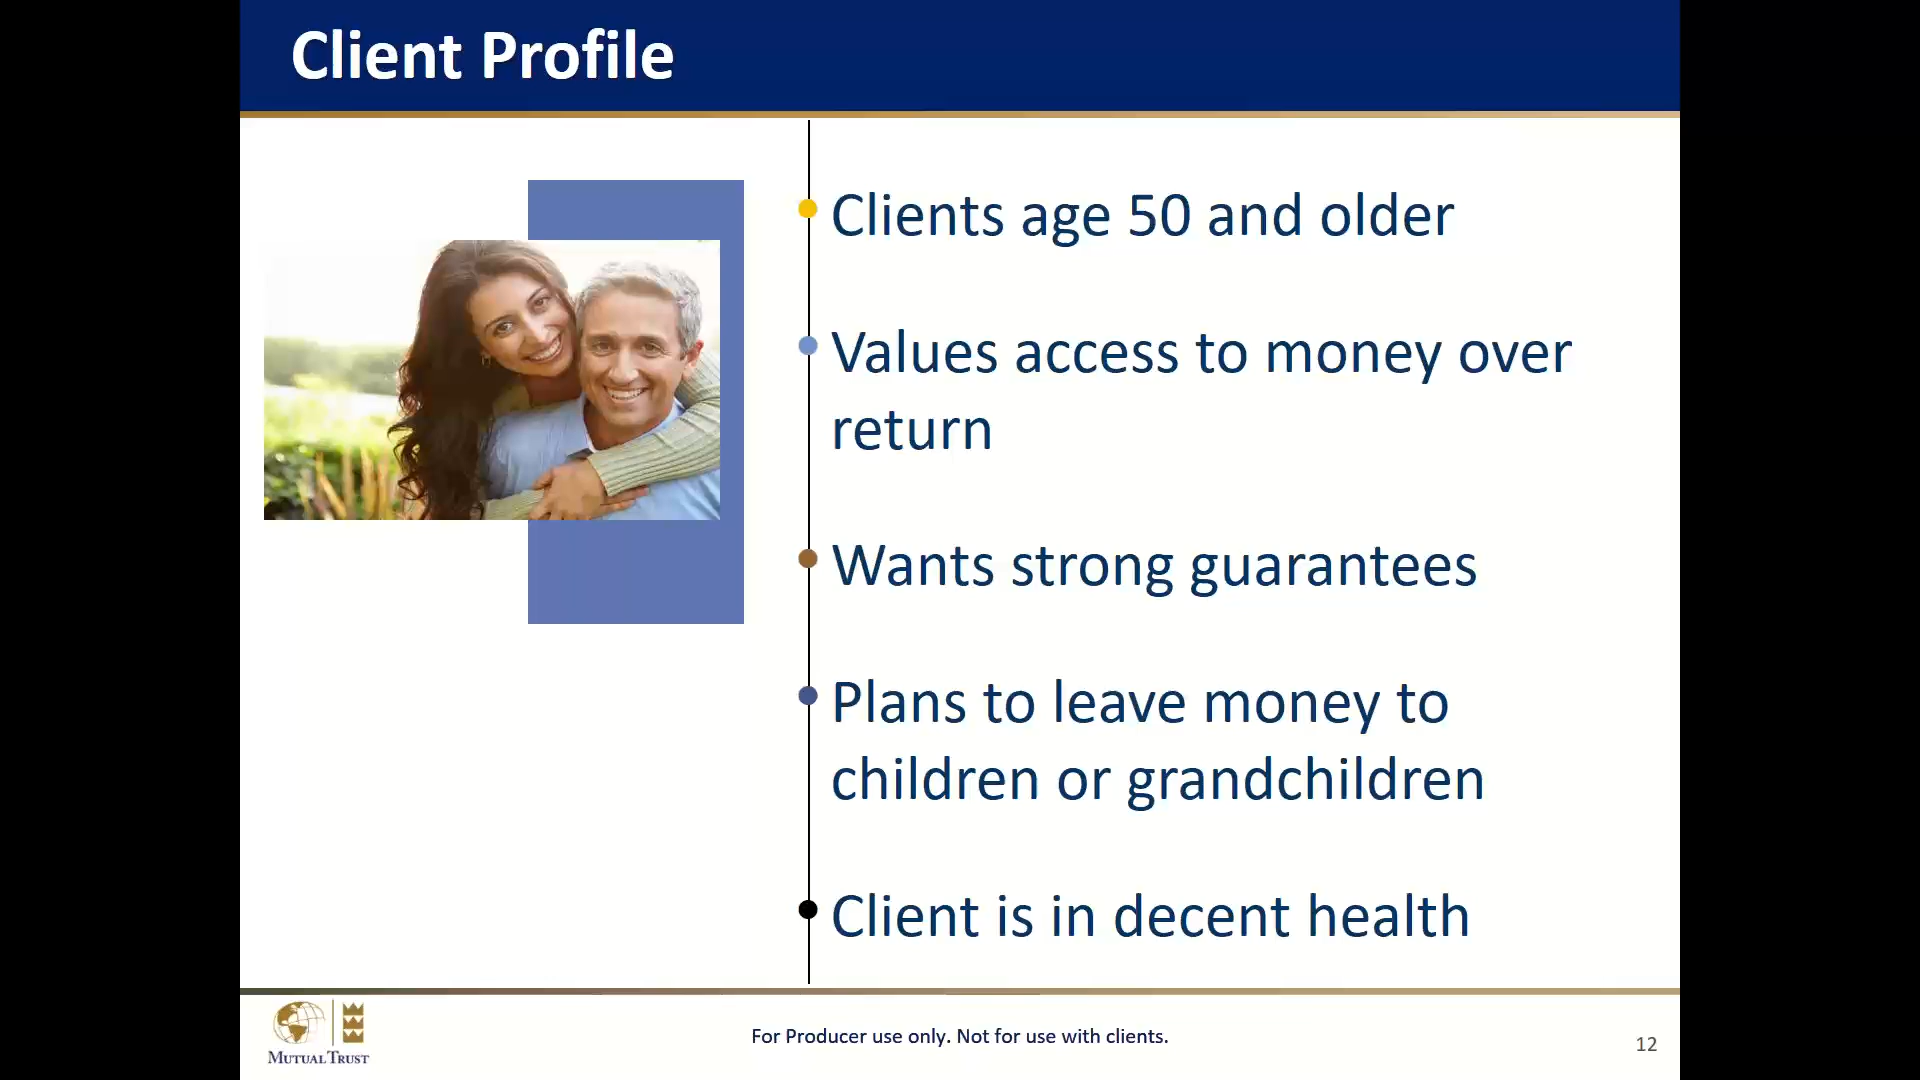 Client Profile
Clients age 50 and older
Values access to money over
return
Wants strong guarantees
Plans to leave money to
children or grandchildren
Client is in decent health
MUTUAL TRUST
For Producer use only. Not for use with clients.
12